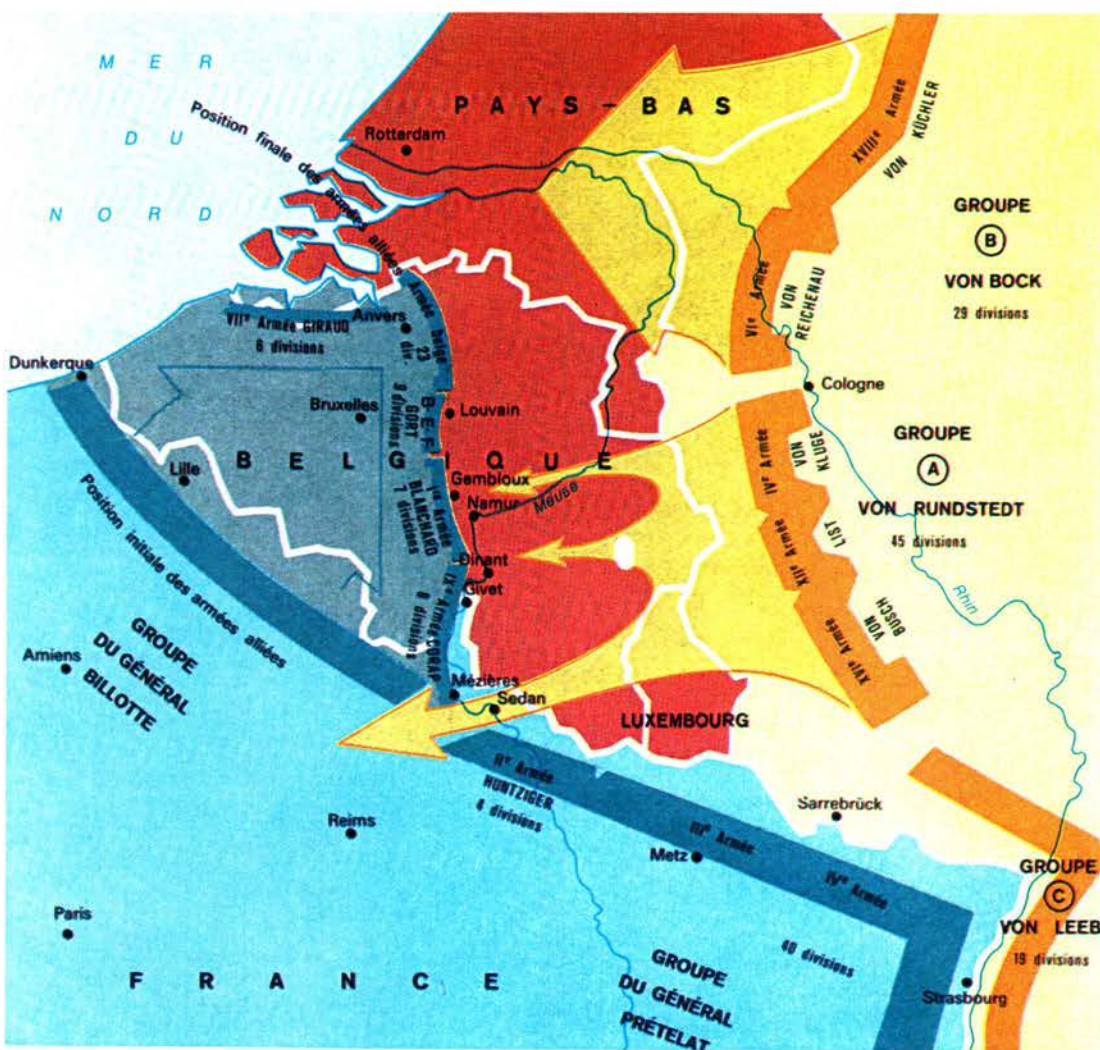 MER
DU
NORD
Position finale des armées alliées
PAYS-BAS
Rotterdam
XVIIIe Armée
VON KÜCHLER
GROUPE
B
VON BOCK
29 divisions
VIe Armée
VON
REICHENAU
VIIe Armée GIRAUD
6 divisions
Anvers
Armée belge
23
div.
Dunkerque
Bruxelles
B-E-F
GORT
9 divisions
Louvain
Cologne
Lille
BELGIQUE
Gembloux
Namur
Meuse
Ire Armée
BLANCHARD
7 divisions
IVe Armée
VON
KLUGE
GROUPE
A
VON RUNDSTEDT
45 divisions
XIIe Armée
LIST
Dinant
Givet
IXe Armée CORAP
8 divisions
XVIe Armée
VON
BUSCH
Rhin
Position initiale des armées alliées
GROUPE
DU GÉNÉRAL
BILLOTTE
Amiens
Mézières
Sedan
LUXEMBOURG
IIe Armée
HUNTZIGER
4 divisions
Sarrebrück
Reims
IIIe Armée
Metz
IVe Armée
GROUPE
C
VON LEEB
19 divisions
Paris
40 divisions
FRANCE
GROUPE
DU GÉNÉRAL
PRÉTELAT
Strasbourg